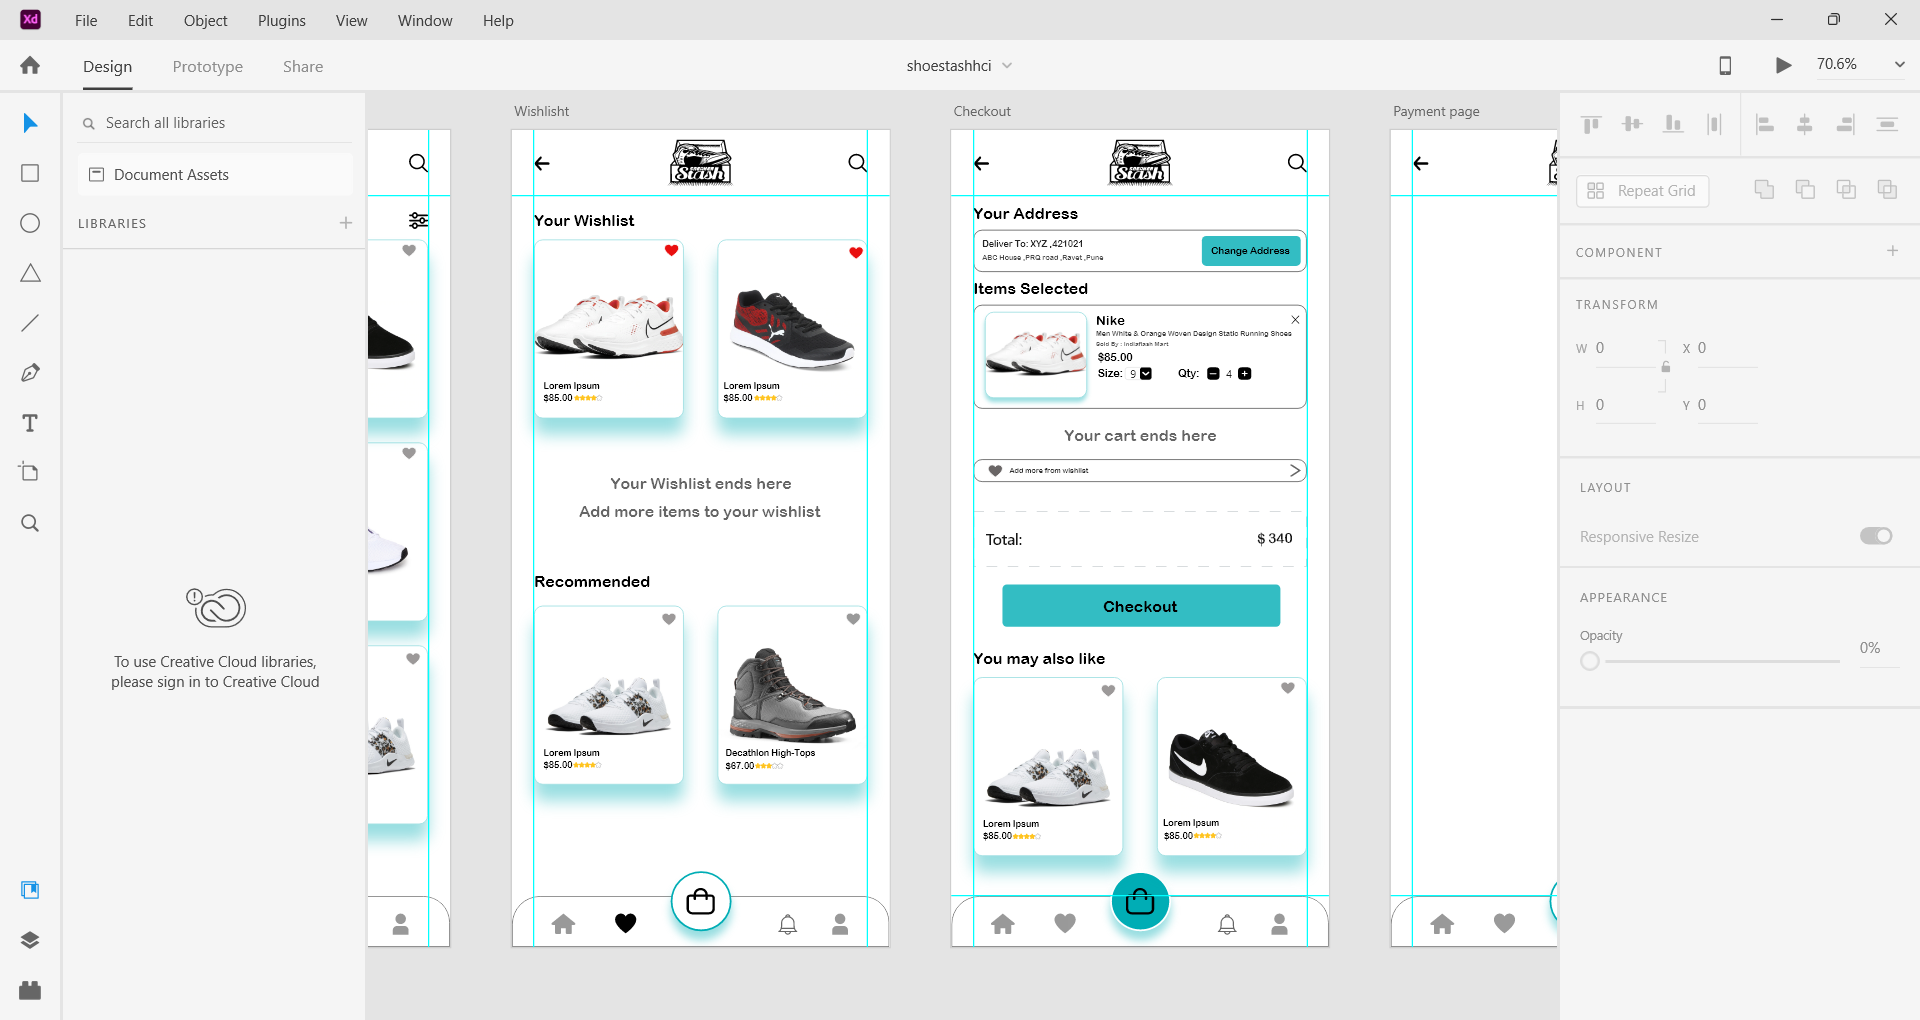 Xd File Edit Object Plugins View Window Help
Design Prototype Share shoestashhci 70.6%
Search all libraries
Document Assets
LIBRARIES
To use Creative Cloud libraries,
please sign in to Creative Cloud
Wishlisht
SNEAKER
Stash
Your Wishlist
Lorem Ipsum
$85.00
Lorem Ipsum
$85.00
Your Wishlist ends here
Add more items to your wishlist
Recommended
Lorem Ipsum
$85.00
Decathlon High-Tops
$67.00
Checkout
SNEAKER
Stash
Your Address
Deliver To: XYZ ,421021
ABC House ,PRQ road ,Ravet ,Pune
Change Address
Items Selected
Nike
Men White & Orange Woven Design Static Running Shoes
Sold By : Indiaflash Mart
$85.00
Size: 9 Qty: 4
Your cart ends here
Add more from wishlist
Total: $ 340
Checkout
You may also like
Lorem Ipsum
$85.00
Lorem Ipsum
$85.00
Payment page
Repeat Grid
COMPONENT
TRANSFORM
W 0 X 0
H 0 Y 0
LAYOUT
Responsive Resize
APPEARANCE
Opacity
0%